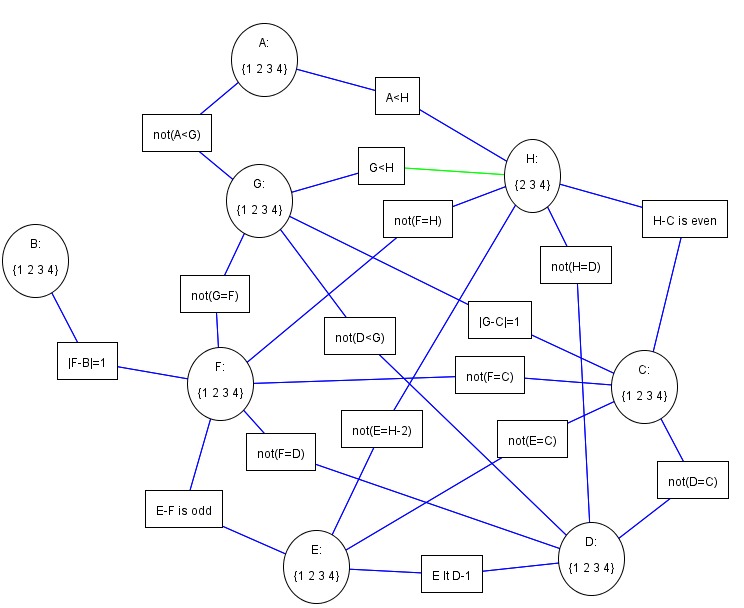 A:
{1 2 3 4}
A<H
not(A<G)
G<H
H:
{2 3 4}
G:
{1 2 3 4}
not(F=H)
H-C is even
B:
{1 2 3 4}
not(H=D)
not(G=F)
|G-C|=1
not(D<G)
|F-B|=1
F:
{1 2 3 4}
not(F=C)
C:
{1 2 3 4}
not(E=H-2)
not(E=C)
not(F=D)
not(D=C)
E-F is odd
E:
{1 2 3 4}
E lt D-1
D:
{1 2 3 4}